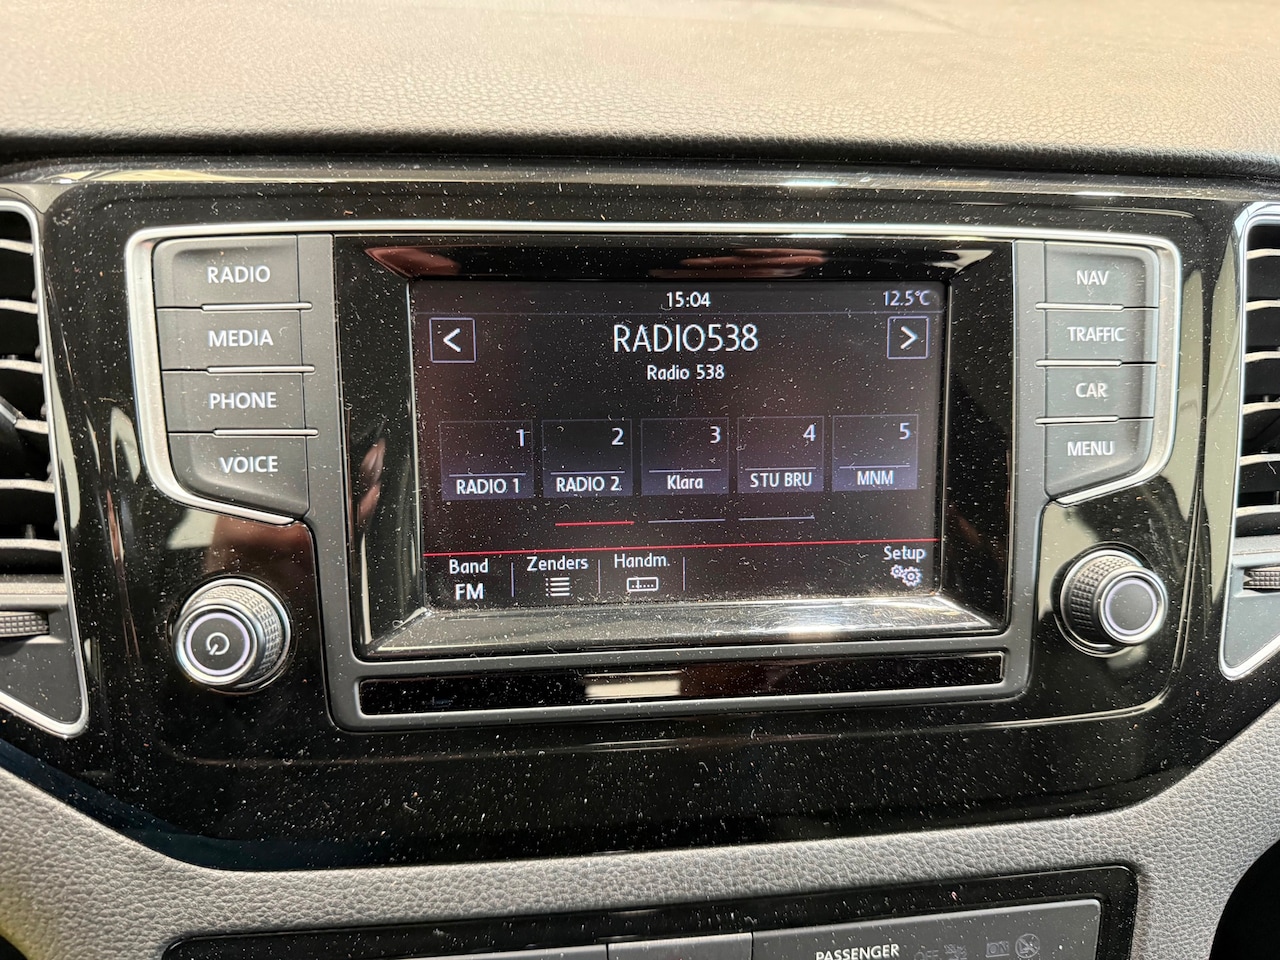 RADIO
MEDIA
PHONE
VOICE
15:04
12.5°C
<
RADIO538
>
Radio 538
1
2
3
4
5
RADIO 1
RADIO 2
Klara
STU BRU
MNM
Band
FM
Zenders
Handm.
Setup
NAV
TRAFFIC
CAR
MENU
PASSENGER